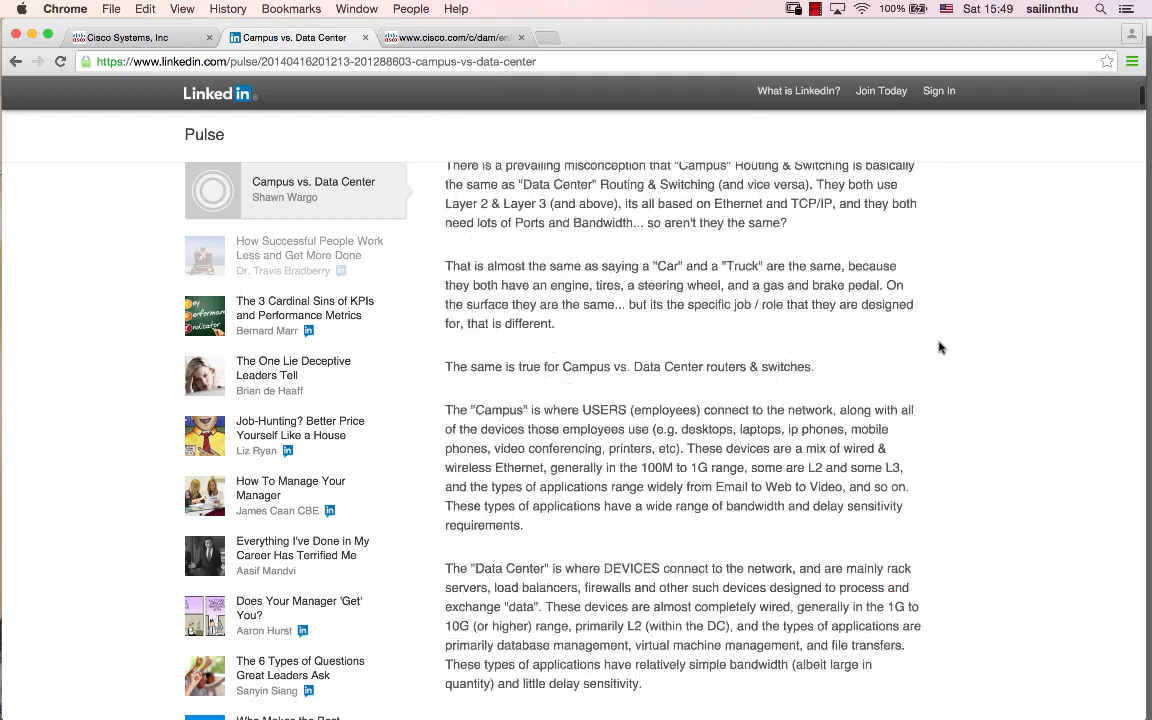 Chrome File Edit View History Bookmarks Window People Help 100% Sat 15:49 sailinnthu
Cisco Systems, Inc × Campus vs. Data Center × www.cisco.com/c/dam/en/ ×
https://www.linkedin.com/pulse/20140416201213-201288603-campus-vs-data-center
Linked in What is LinkedIn? Join Today Sign In
Pulse
Campus vs. Data Center
Shawn Wargo
How Successful People Work
Less and Get More Done
Dr. Travis Bradberry in
The 3 Cardinal Sins of KPIs
and Performance Metrics
Bernard Marr in
The One Lie Deceptive
Leaders Tell
Brian de Haaff
Job-Hunting? Better Price
Yourself Like a House
Liz Ryan in
How To Manage Your
Manager
James Caan CBE in
Everything I've Done in My
Career Has Terrified Me
Aasif Mandvi
Does Your Manager 'Get'
You?
Aaron Hurst in
The 6 Types of Questions
Great Leaders Ask
Sanyin Siang in
There is a prevailing misconception that "Campus" Routing & Switching is basically
the same as "Data Center" Routing & Switching (and vice versa). They both use
Layer 2 & Layer 3 (and above), its all based on Ethernet and TCP/IP, and they both
need lots of Ports and Bandwidth... so aren't they the same?
That is almost the same as saying a "Car" and a "Truck" are the same, because
they both have an engine, tires, a steering wheel, and a gas and brake pedal. On
the surface they are the same... but its the specific job / role that they are designed
for, that is different.
The same is true for Campus vs. Data Center routers & switches.
The "Campus" is where USERS (employees) connect to the network, along with all
of the devices those employees use (e.g. desktops, laptops, ip phones, mobile
phones, video conferencing, printers, etc). These devices are a mix of wired &
wireless Ethernet, generally in the 100M to 1G range, some are L2 and some L3,
and the types of applications range widely from Email to Web to Video, and so on.
These types of applications have a wide range of bandwidth and delay sensitivity
requirements.
The "Data Center" is where DEVICES connect to the network, and are mainly rack
servers, load balancers, firewalls and other such devices designed to process and
exchange "data". These devices are almost completely wired, generally in the 1G to
10G (or higher) range, primarily L2 (within the DC), and the types of applications are
primarily database management, virtual machine management, and file transfers.
These types of applications have relatively simple bandwidth (albeit large in
quantity) and little delay sensitivity.